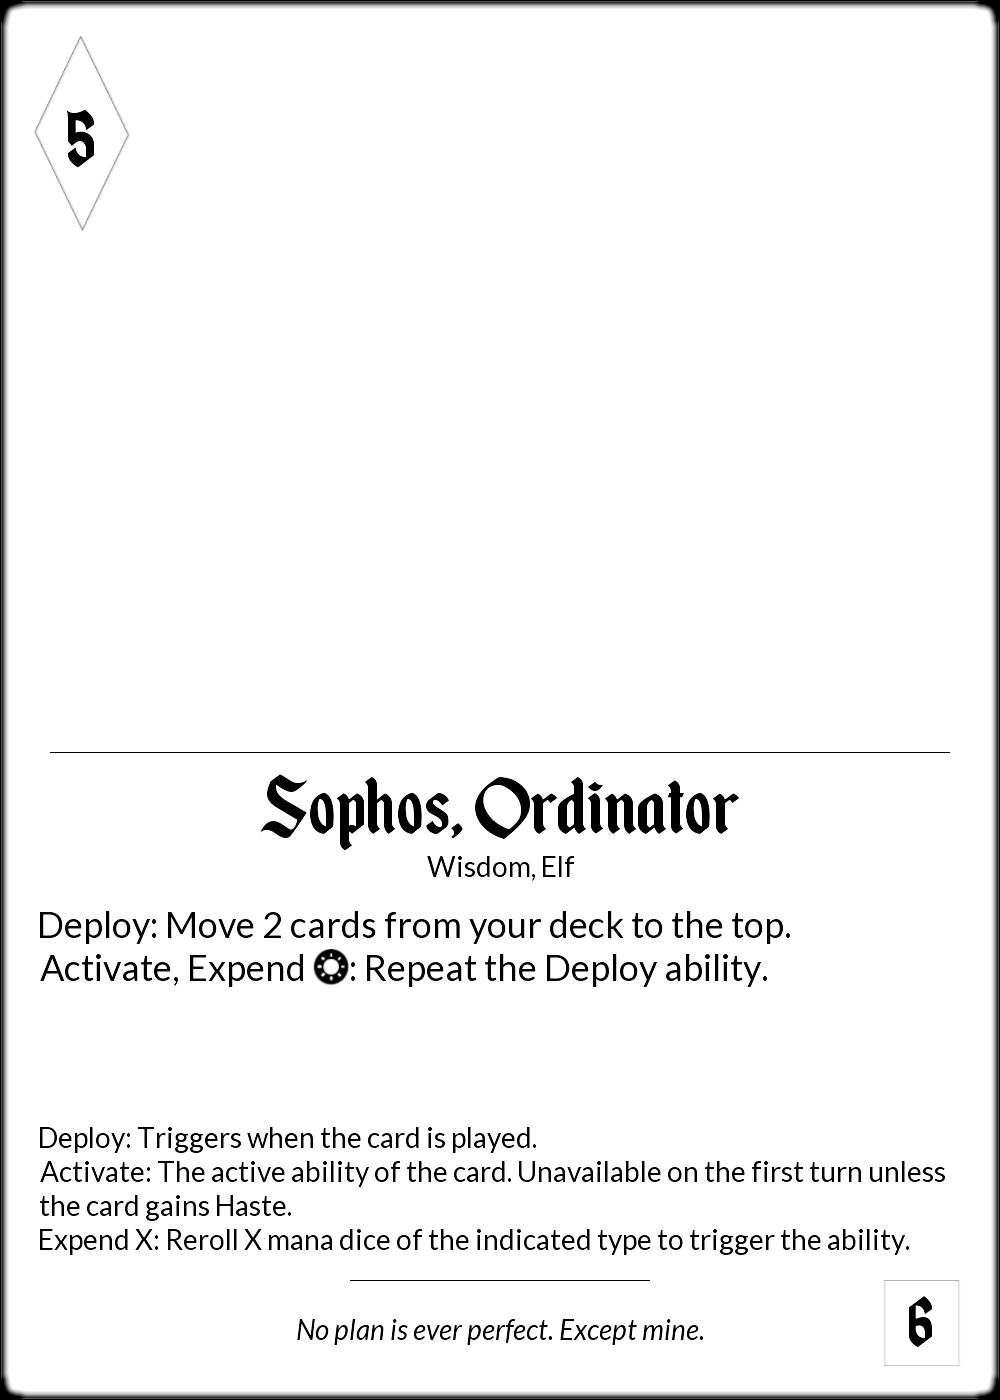 5
Sophos, Ordinator
Wisdom, Elf
Deploy: Move 2 cards from your deck to the top.
Activate, Expend : Repeat the Deploy ability.
Deploy: Triggers when the card is played.
Activate: The active ability of the card. Unavailable on the first turn unless
the card gains Haste.
Expend X: Reroll X mana dice of the indicated type to trigger the ability.
No plan is ever perfect. Except mine.
6